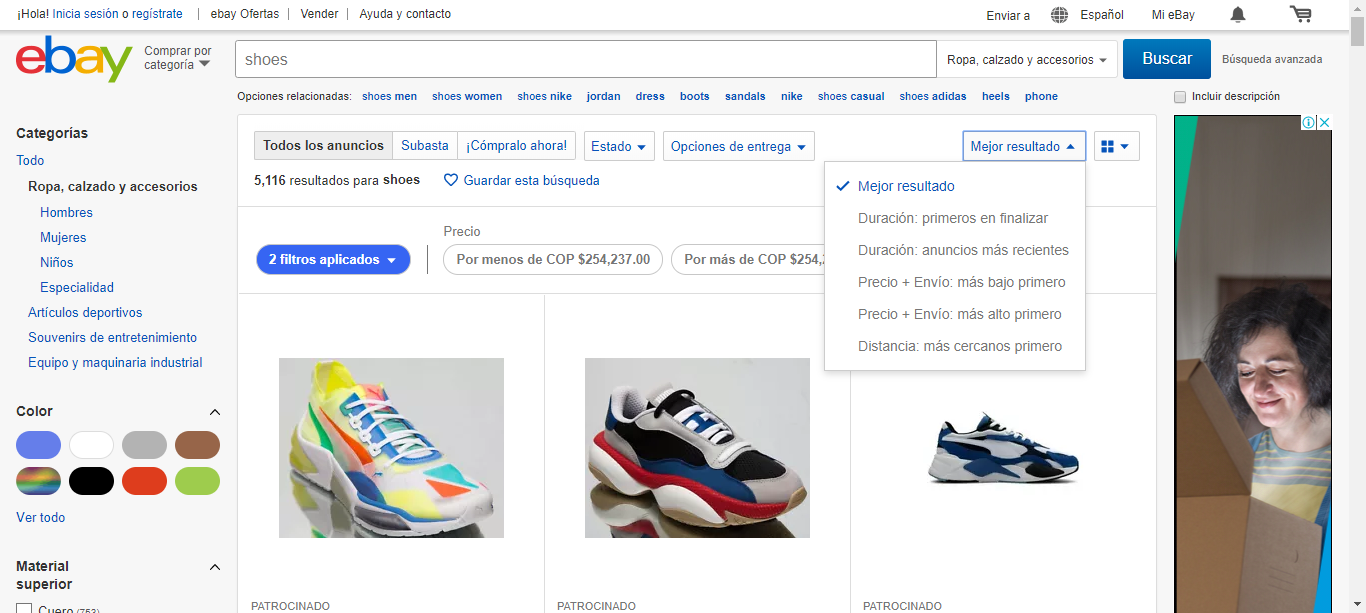 ¡Hola! Inicia sesión o regístrate
ebay Ofertas
Vender
Ayuda y contacto
Enviar a
Español
Mi eBay
ebay
Comprar por
categoría
shoes
Ropa, calzado y accesorios
Buscar
Búsqueda avanzada
Opciones relacionadas: shoes men shoes women shoes nike jordan dress boots sandals nike shoes casual shoes adidas heels phone
Incluir descripción
Categorías
Todo
Ropa, calzado y accesorios
Hombres
Mujeres
Niños
Especialidad
Artículos deportivos
Souvenirs de entretenimiento
Equipo y maquinaria industrial
Color
Ver todo
Material
superior
Cuero (753)
Todos los anuncios
Subasta
¡Cómpralo ahora!
Estado
Opciones de entrega
Mejor resultado
5,116 resultados para shoes
Guardar esta búsqueda
Mejor resultado
Duración: primeros en finalizar
Duración: anuncios más recientes
Precio + Envío: más bajo primero
Precio + Envío: más alto primero
Distancia: más cercanos primero
Precio
2 filtros aplicados
Por menos de COP $254,237.00
Por más de COP $254,
PATROCINADO
PATROCINADO
PATROCINADO